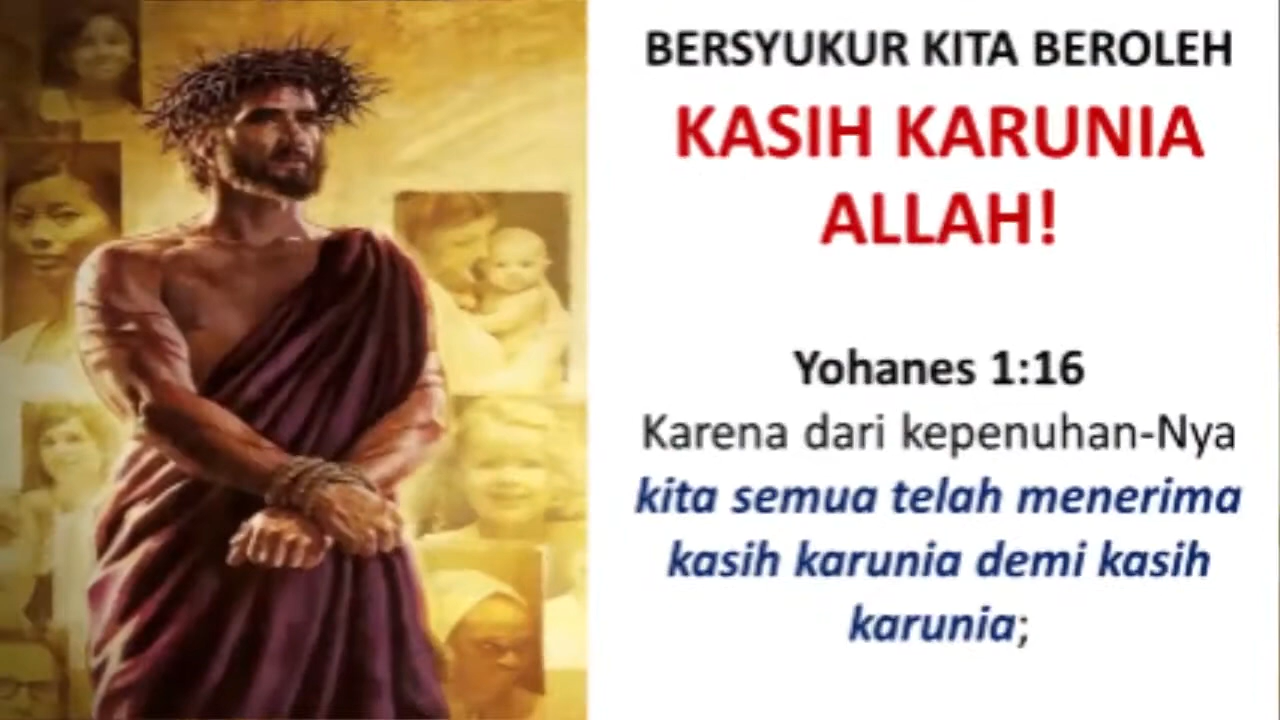 BERSYUKUR KITA BEROLEH
KASIH KARUNIA
ALLAH!
Yohanes 1:16
Karena dari kepenuhan-Nya
kita semua telah menerima
kasih karunia demi kasih
karunia;